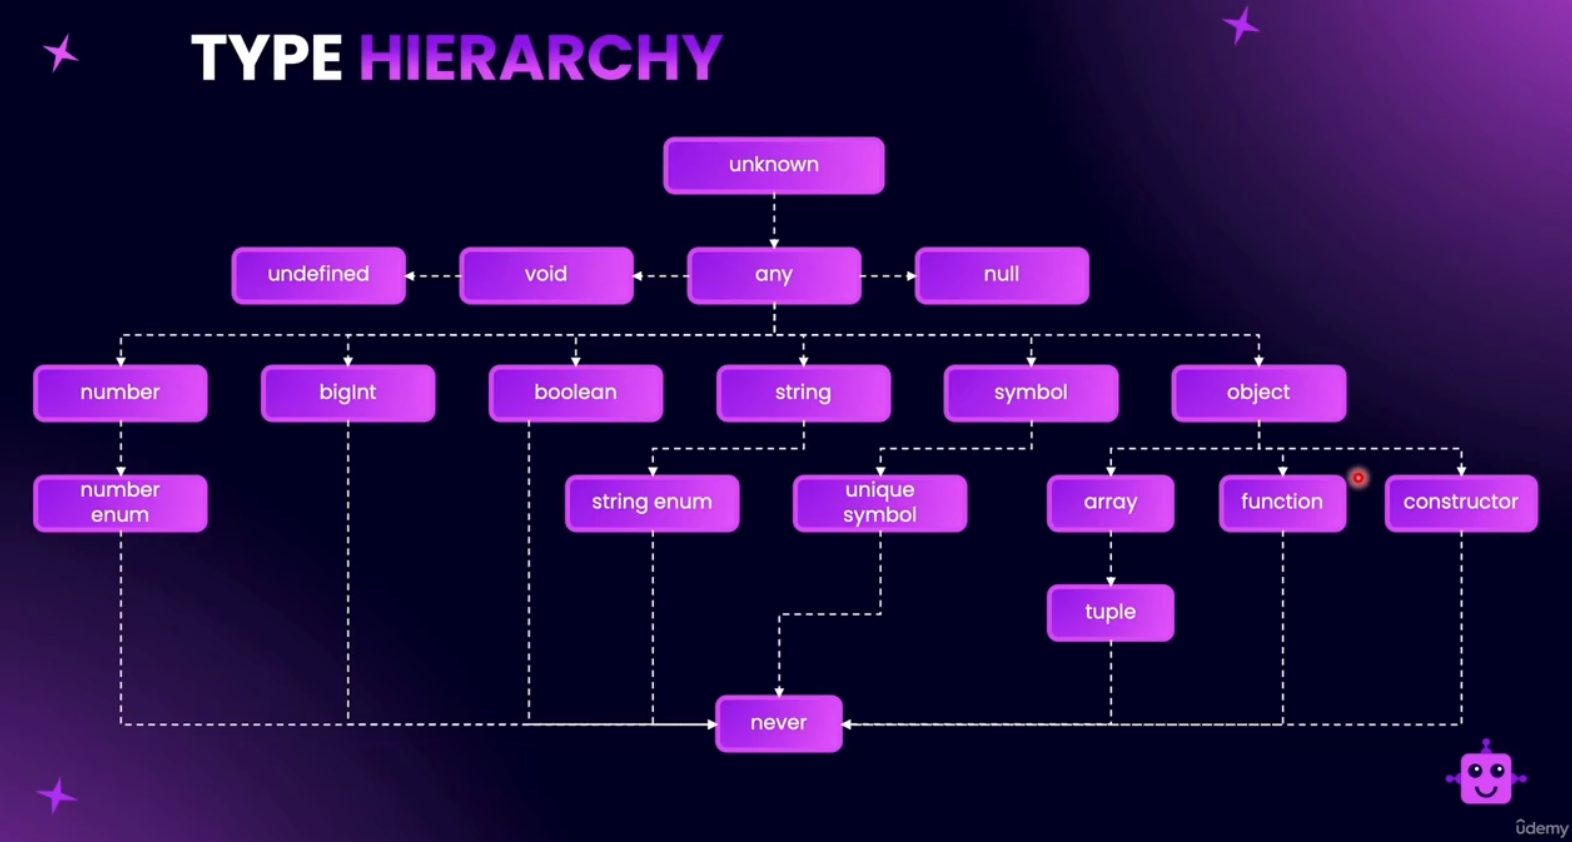 TYPE HIERARCHY
unknown
undefined
void
any
null
number
bigInt
boolean
string
symbol
object
number
enum
string enum
unique
symbol
array
function
constructor
tuple
never
ûdemy